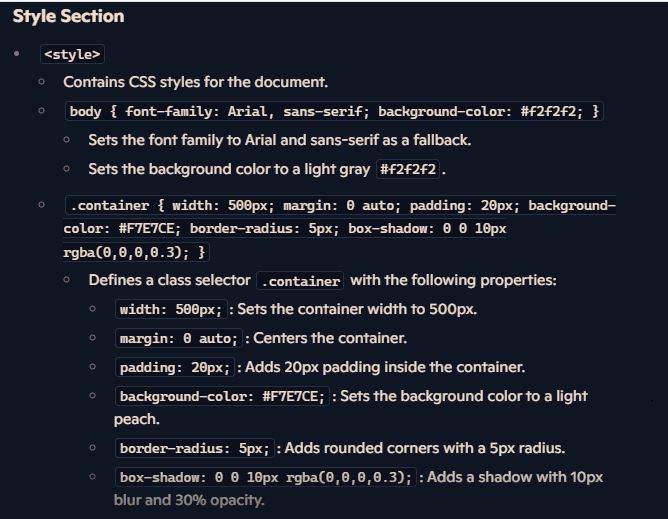 Style Section
<style>
Contains CSS styles for the document.
body { font-family: Arial, sans-serif; background-color: #f2f2f2; }
Sets the font family to Arial and sans-serif as a fallback.
Sets the background color to a light gray #f2f2f2.
.container { width: 500px; margin: 0 auto; padding: 20px; background-
color: #F7E7CE; border-radius: 5px; box-shadow: 0 0 10px
rgba(0,0,0,0.3); }
Defines a class selector .container with the following properties:
width: 500px; : Sets the container width to 500px.
margin: 0 auto; : Centers the container.
padding: 20px; : Adds 20px padding inside the container.
background-color: #F7E7CE; : Sets the background color to a light
peach.
border-radius: 5px; : Adds rounded corners with a 5px radius.
box-shadow: 0 0 10px rgba(0,0,0,0.3); : Adds a shadow with 10px
blur and 30% opacity.